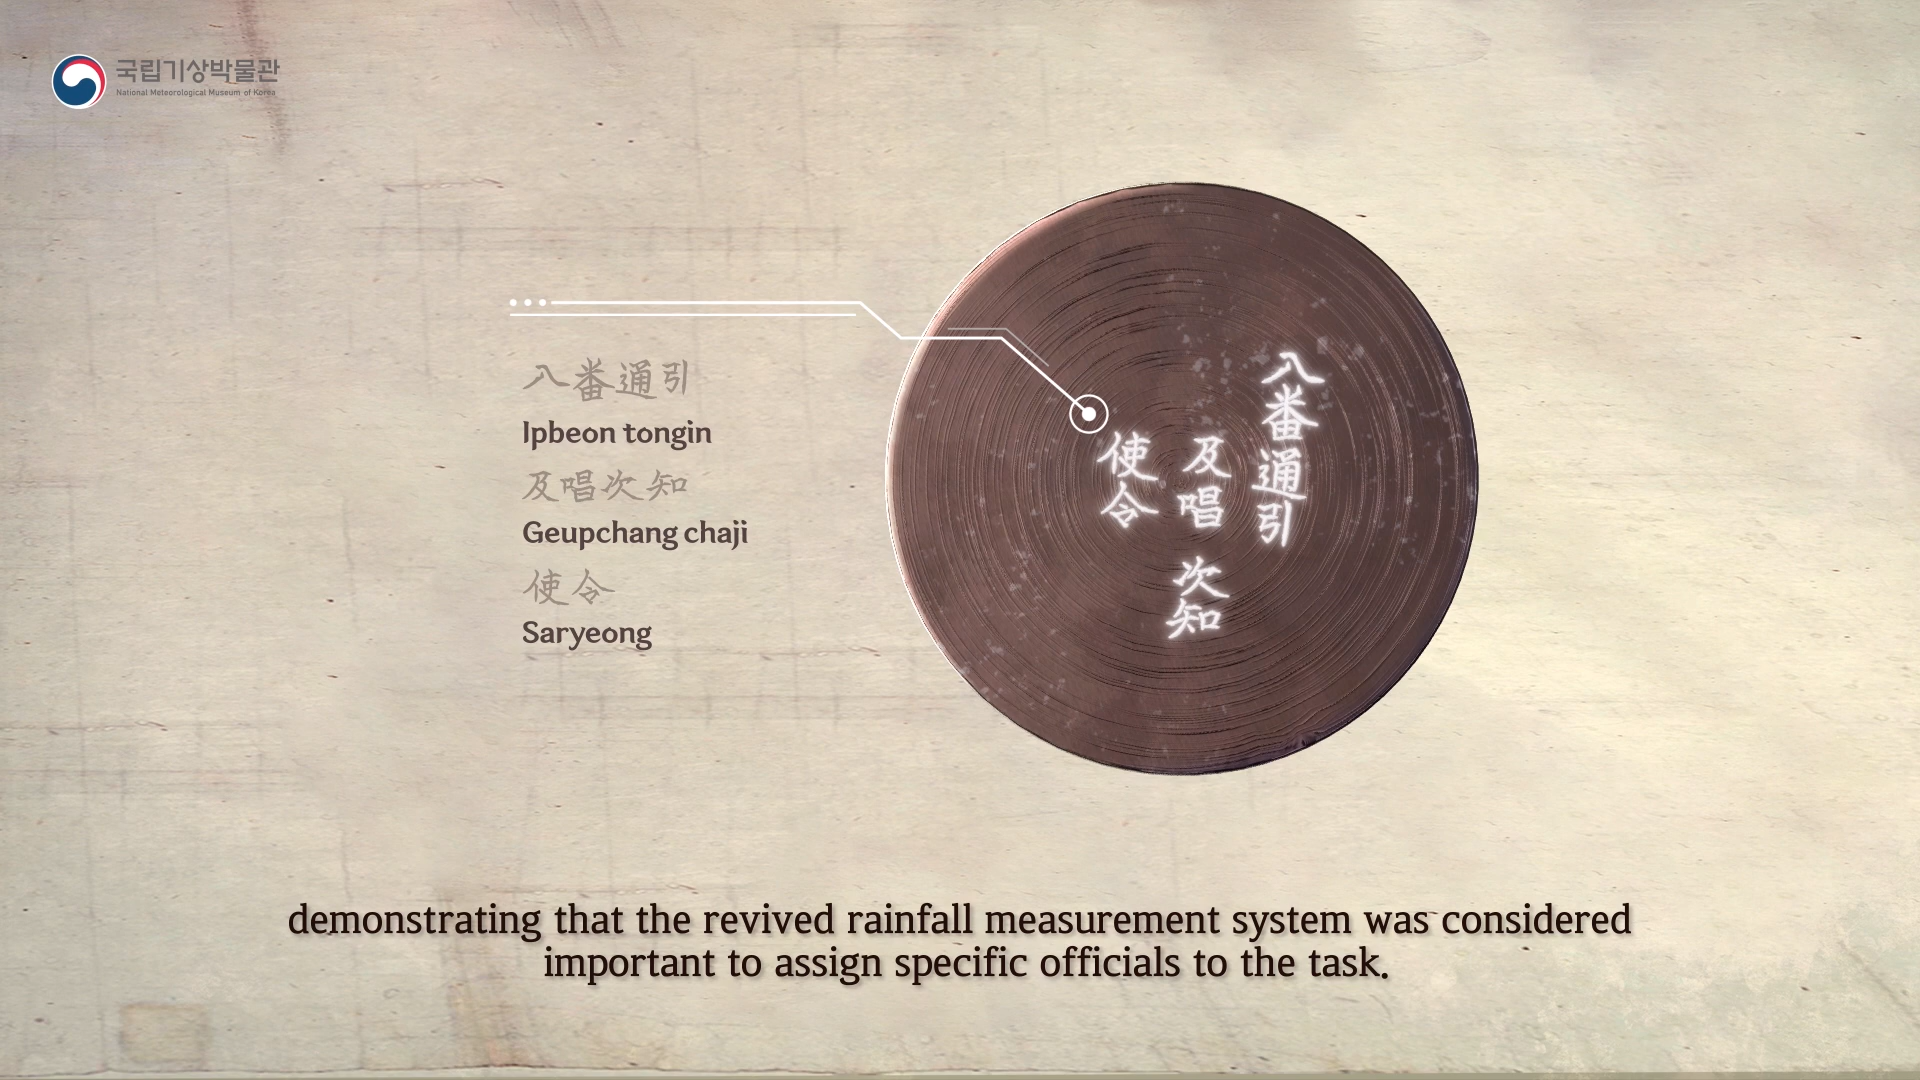 국립기상박물관
National Meteorological Museum of Korea
八番通引
Ipbeon tongin
及唱次知
Geupchang chaji
使令
Saryeong
八番通引
及唱次知
使令
demonstrating that the revived rainfall measurement system was considered
important to assign specific officials to the task.